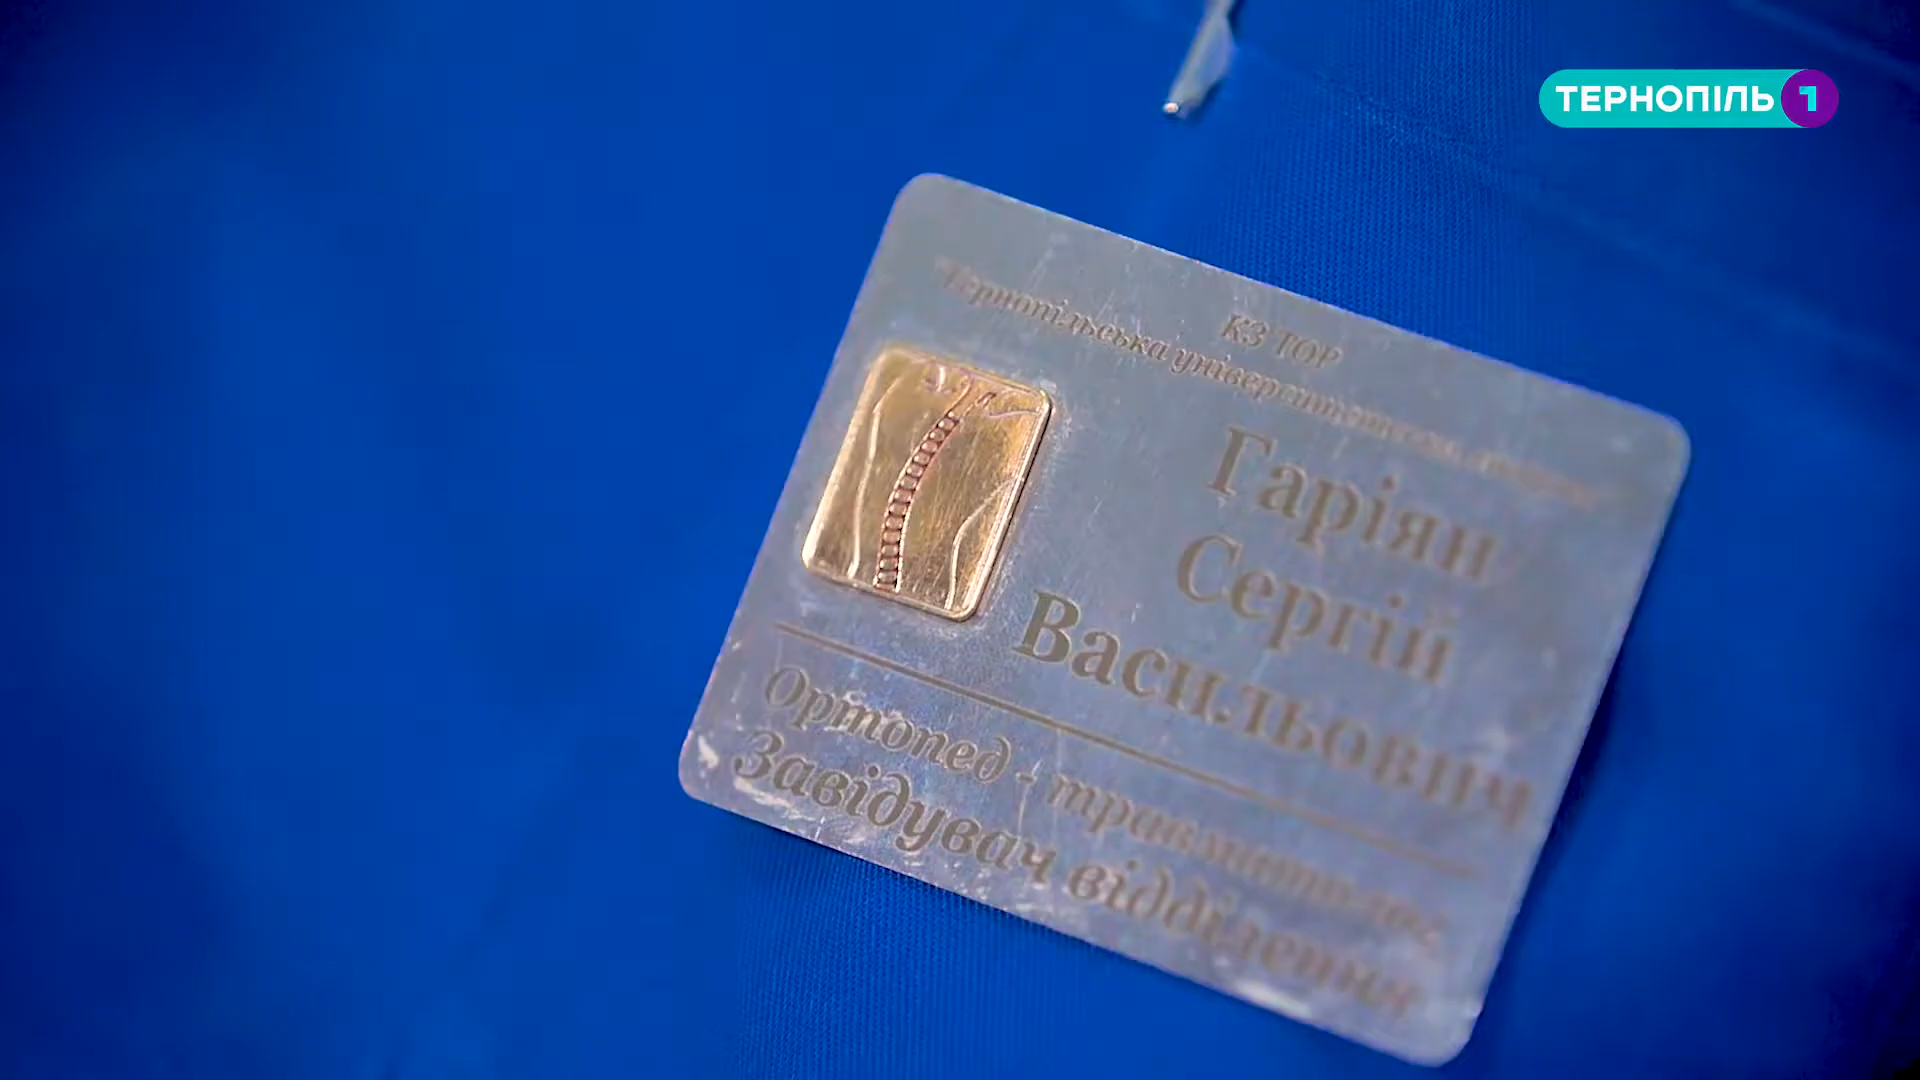 ТЕРНОПІЛЬ 1
КЗ ТОР
Тернопільська університетська
Гаріян
Сергій
Васильович
Ортопед - травматолог
Завідувач відділення